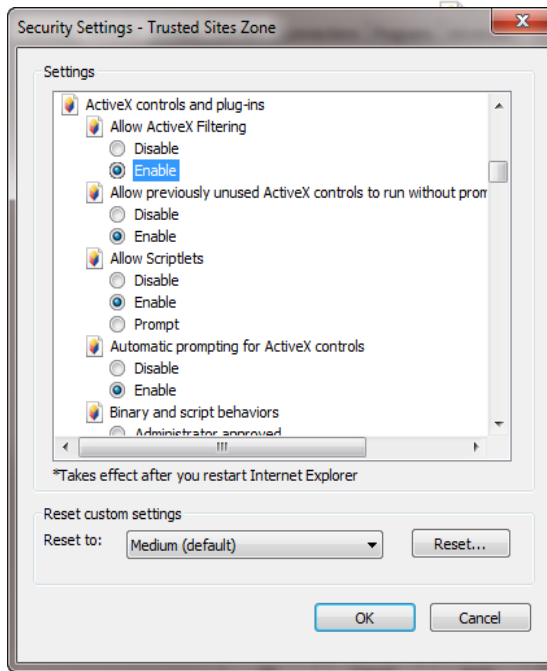 Security Settings - Trusted Sites Zone
Settings
ActiveX controls and plug-ins
Allow ActiveX Filtering
Disable
Enable
Allow previously unused ActiveX controls to run without prom
Disable
Enable
Allow Scriptlets
Disable
Enable
Prompt
Automatic prompting for ActiveX controls
Disable
Enable
Binary and script behaviors
Administrator approved
*Takes effect after you restart Internet Explorer
Reset custom settings
Reset to: Medium (default) Reset...
OK Cancel